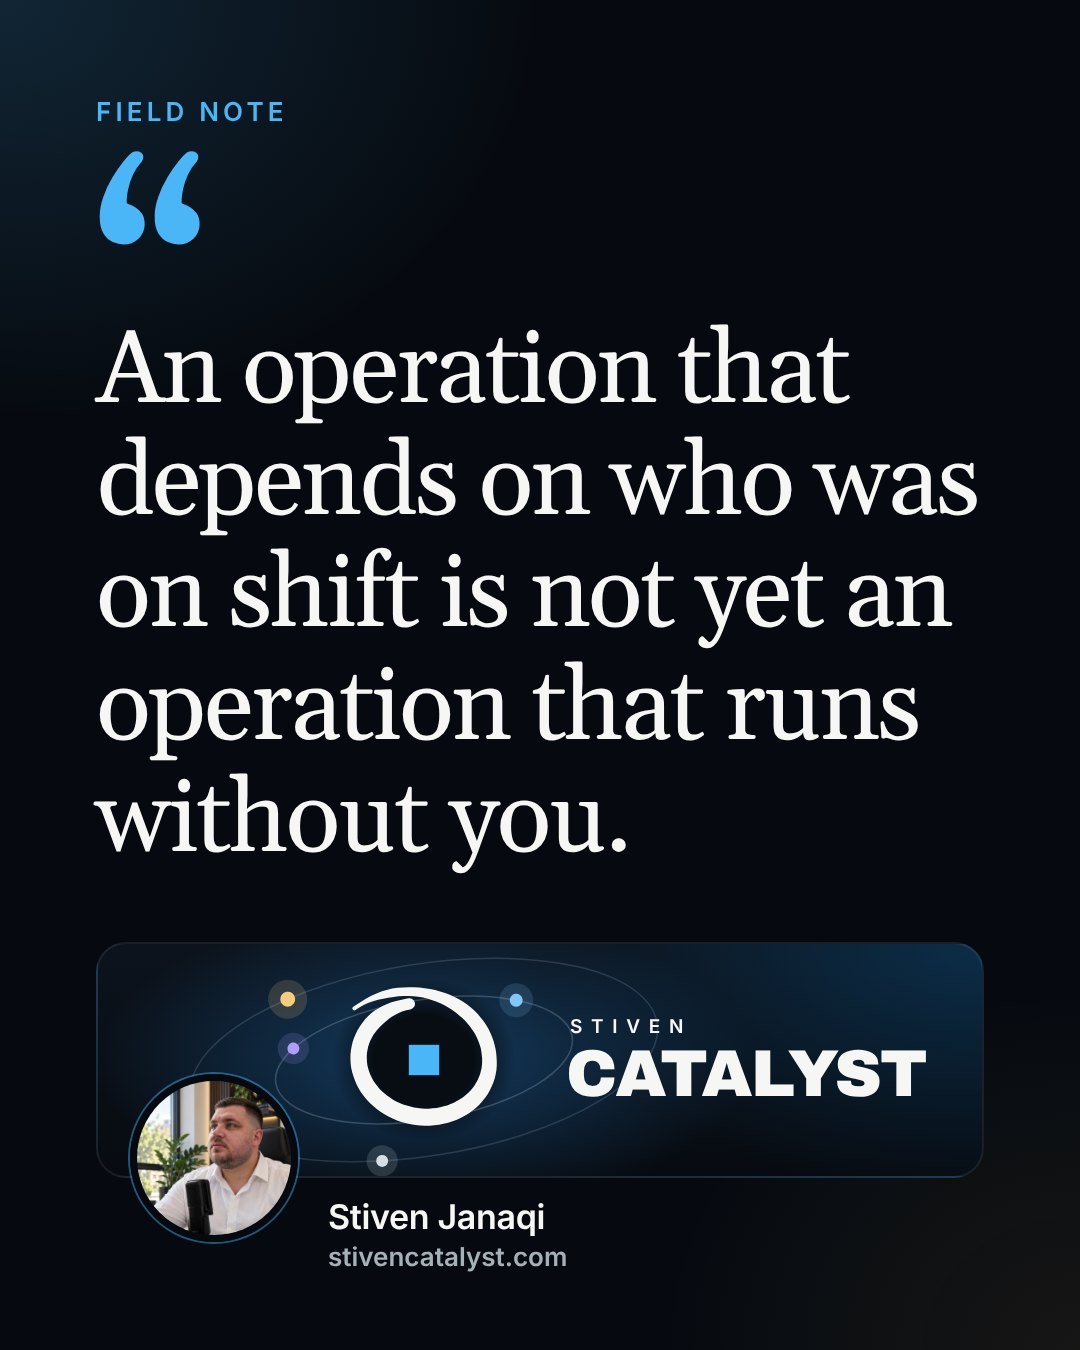 FIELD NOTE
“
An operation that
depends on who was
on shift is not yet an
operation that runs
without you.
STIVEN
CATALYST
Stiven Janaqi
stivencatalyst.com